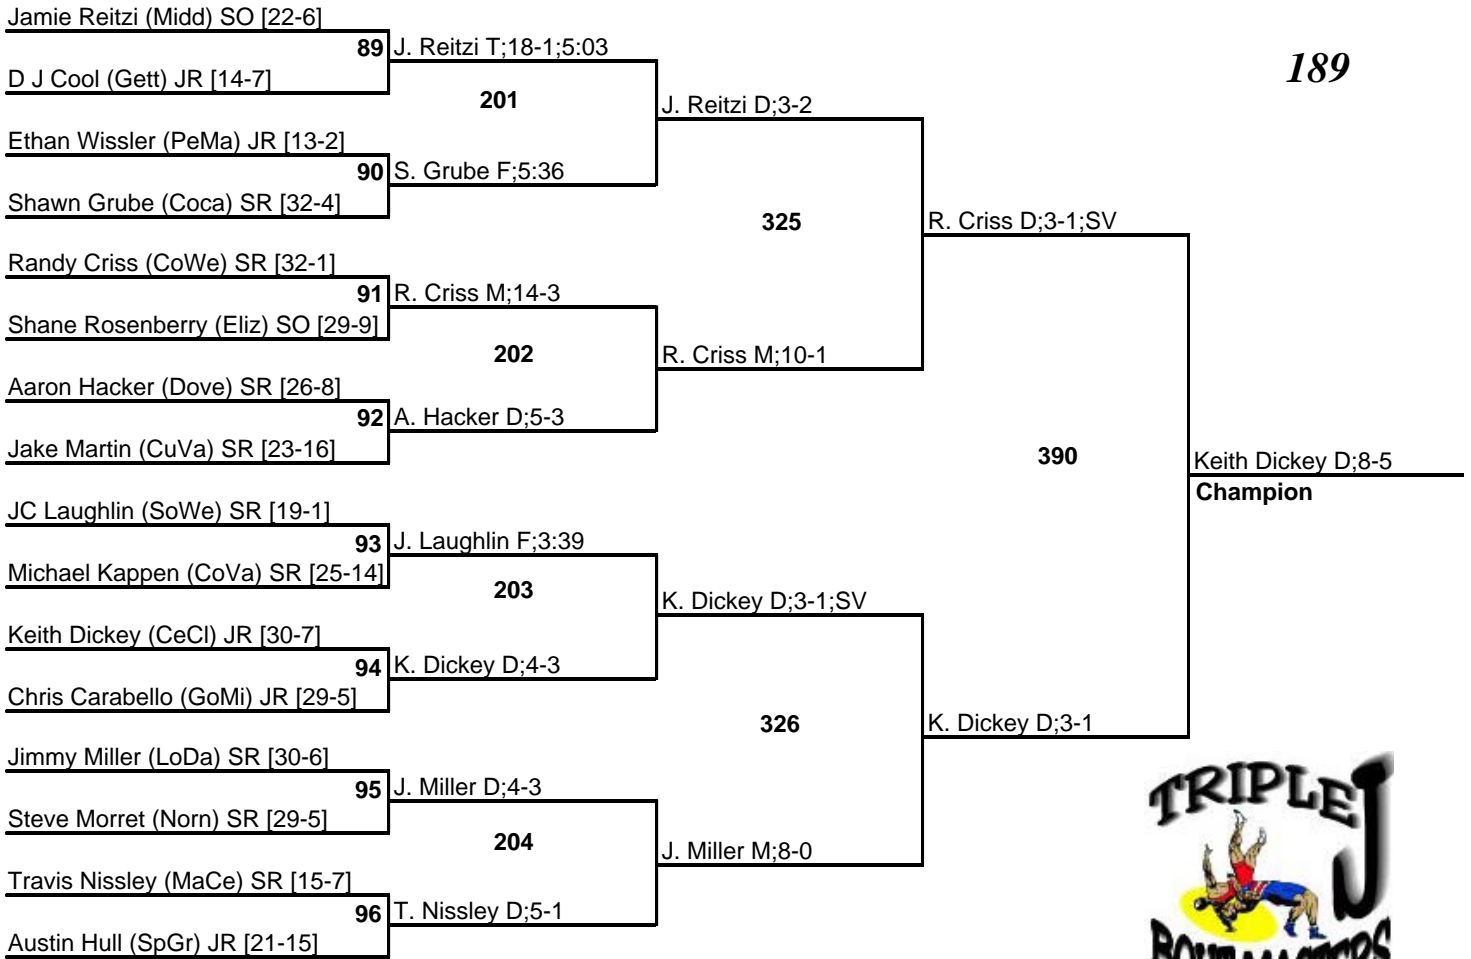 Jamie Reitzi (Midd) SO [22-6]
89 J. Reitzi T;18-1;5:03
189
D J Cool (Gett) JR [14-7]
201
J. Reitzi D;3-2
Ethan Wissler (PeMa) JR [13-2]
90 S. Grube F;5:36
Shawn Grube (Coca) SR [32-4]
325
R. Criss D;3-1;SV
Randy Criss (CoWe) SR [32-1]
91 R. Criss M;14-3
Shane Rosenberry (Eliz) SO [29-9]
202
R. Criss M;10-1
Aaron Hacker (Dove) SR [26-8]
92 A. Hacker D;5-3
Jake Martin (CuVa) SR [23-16]
390
Keith Dickey D;8-5
Champion
JC Laughlin (SoWe) SR [19-1]
93 J. Laughlin F;3:39
Michael Kappen (CoVa) SR [25-14]
203
K. Dickey D;3-1;SV
Keith Dickey (CeCl) JR [30-7]
94 K. Dickey D;4-3
Chris Carabello (GoMi) JR [29-5]
326
K. Dickey D;3-1
Jimmy Miller (LoDa) SR [30-6]
95 J. Miller D;4-3
Steve Morret (Norn) SR [29-5]
204
J. Miller M;8-0
Travis Nissley (MaCe) SR [15-7]
96 T. Nissley D;5-1
Austin Hull (SpGr) JR [21-15]
TRIPLE J
BOUT MASTERS